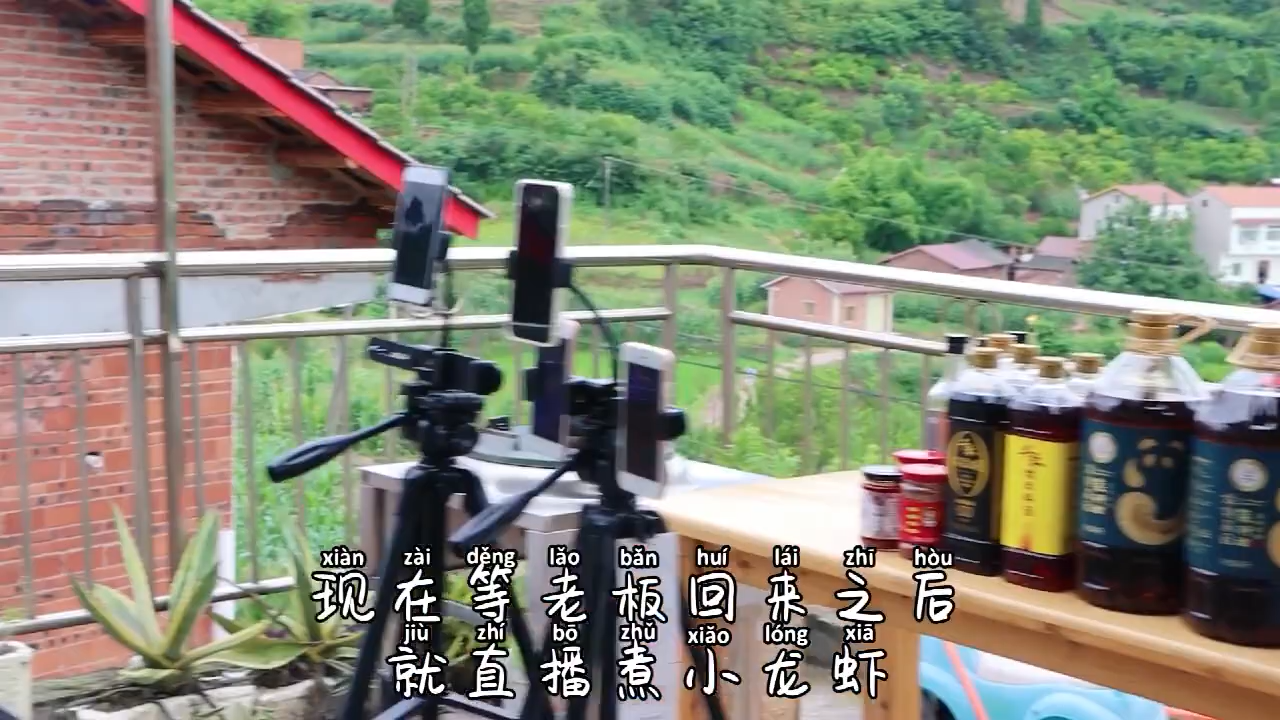 xiàn zài děng lǎo bǎn huí lái zhī hòu
现在等老板回来之后
jiù zhí bō zhǔ xiǎo lóng xiā
就直播煮小龙虾